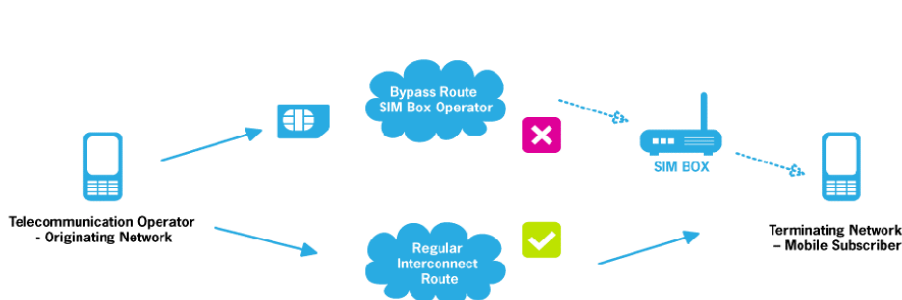 Bypass Route
SIM Box Operator
SIM BOX
Telecommunication Operator
- Originating Network
Regular
Interconnect
Route
Terminating Network
– Mobile Subscriber